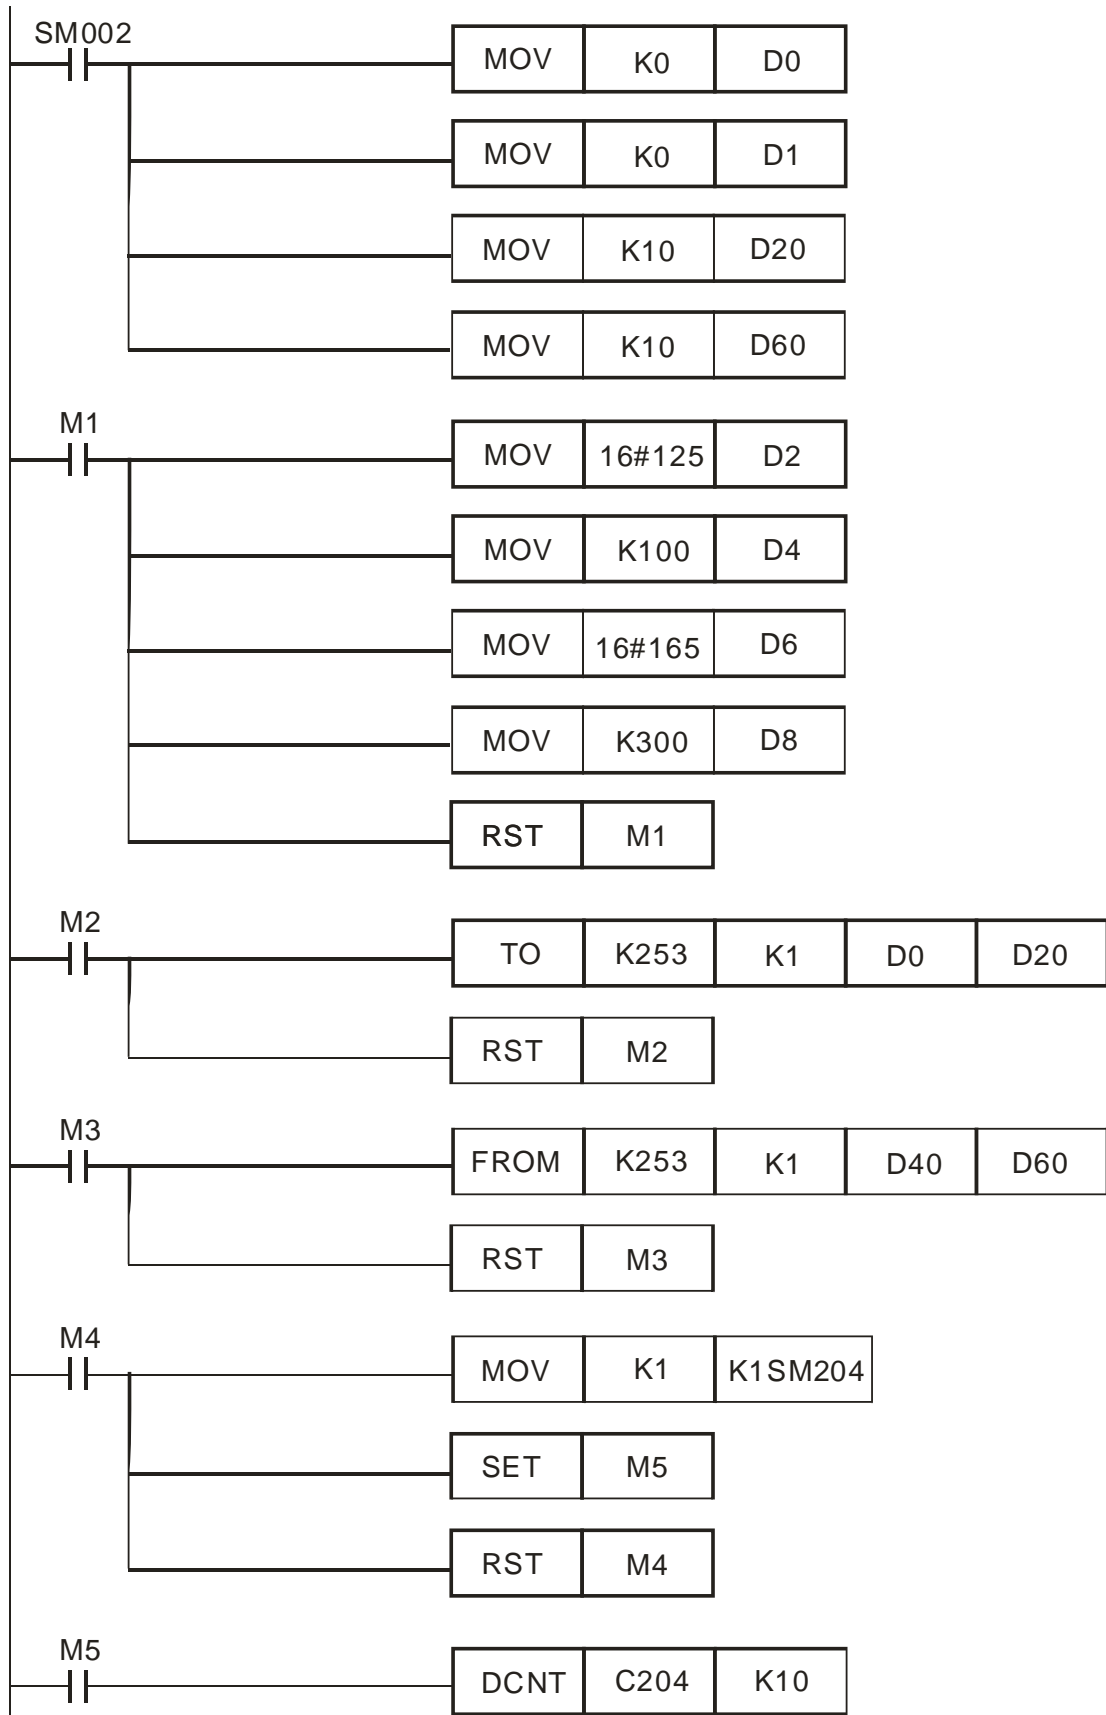 SM002
MOV K0 D0
MOV K0 D1
MOV K10 D20
MOV K10 D60
M1
MOV 16#125 D2
MOV K100 D4
MOV 16#165 D6
MOV K300 D8
RST M1
M2
TO K253 K1 D0 D20
RST M2
M3
FROM K253 K1 D40 D60
RST M3
M4
MOV K1 K1SM204
SET M5
RST M4
M5
DCNT C204 K10